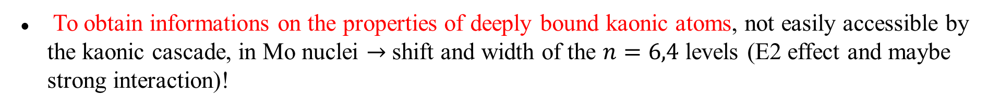 • To obtain informations on the properties of deeply bound kaonic atoms, not easily accessible by
the kaonic cascade, in Mo nuclei → shift and width of the n = 6,4 levels (E2 effect and maybe
strong interaction)!